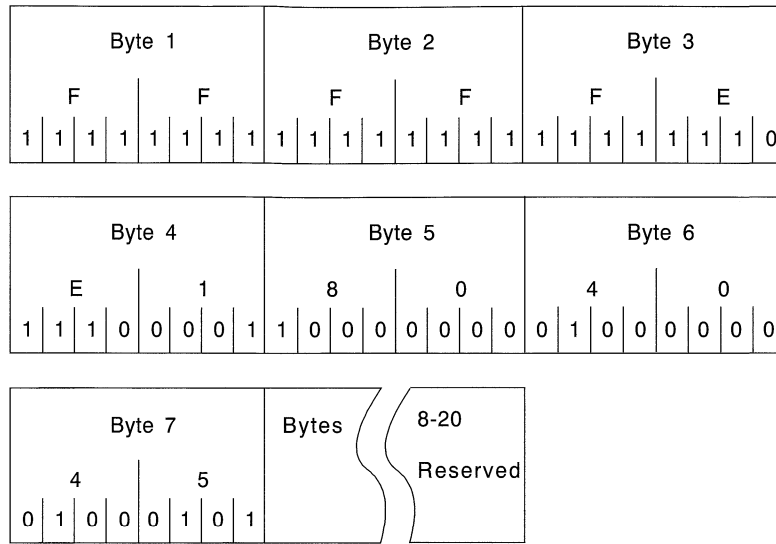 Byte 1 Byte 2 Byte 3
F F F F F E
1 1 1 1 1 1 1 1 1 1 1 1 1 1 1 1 1 1 1 1 1 1 1 0
Byte 4 Byte 5 Byte 6
E 1 8 0 4 0
1 1 1 0 0 0 0 1 1 0 0 0 0 0 0 0 0 1 0 0 0 0 0 0
Byte 7 Bytes 8-20
Reserved
4 5
0 1 0 0 0 1 0 1